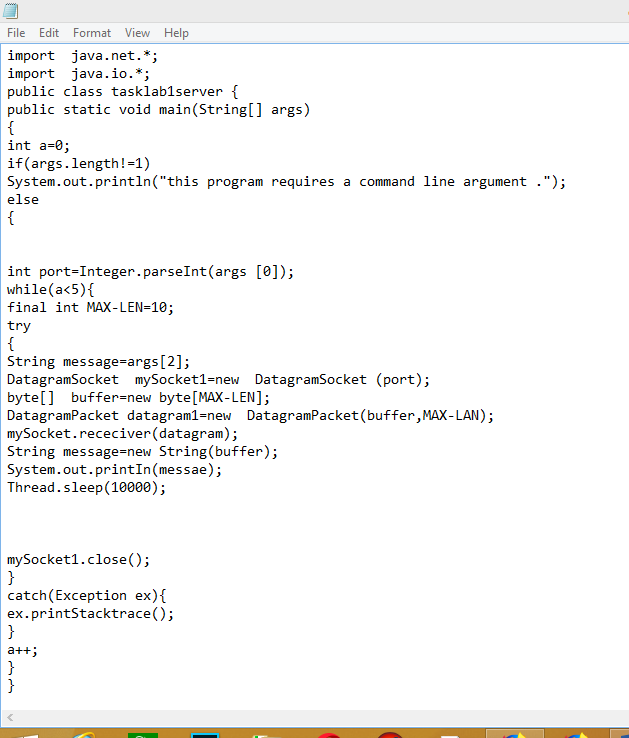 File Edit Format View Help
import  java.net.*;
import  java.io.*;
public class tasklab1server {
public static void main(String[] args)
{
int a=0;
if(args.length!=1)
System.out.println("this program requires a command line argument .");
else
{
int port=Integer.parseInt(args [0]);
while(a<5){
final int MAX-LEN=10;
try
{
String message=args[2];
DatagramSocket  mySocket1=new  DatagramSocket (port);
byte[]  buffer=new byte[MAX-LEN];
DatagramPacket datagram1=new  DatagramPacket(buffer,MAX-LAN);
mySocket.receciver(datagram);
String message=new String(buffer);
System.out.printIn(messae);
Thread.sleep(10000);
mySocket1.close();
}
catch(Exception ex){
ex.printStacktrace();
}
a++;
}
}